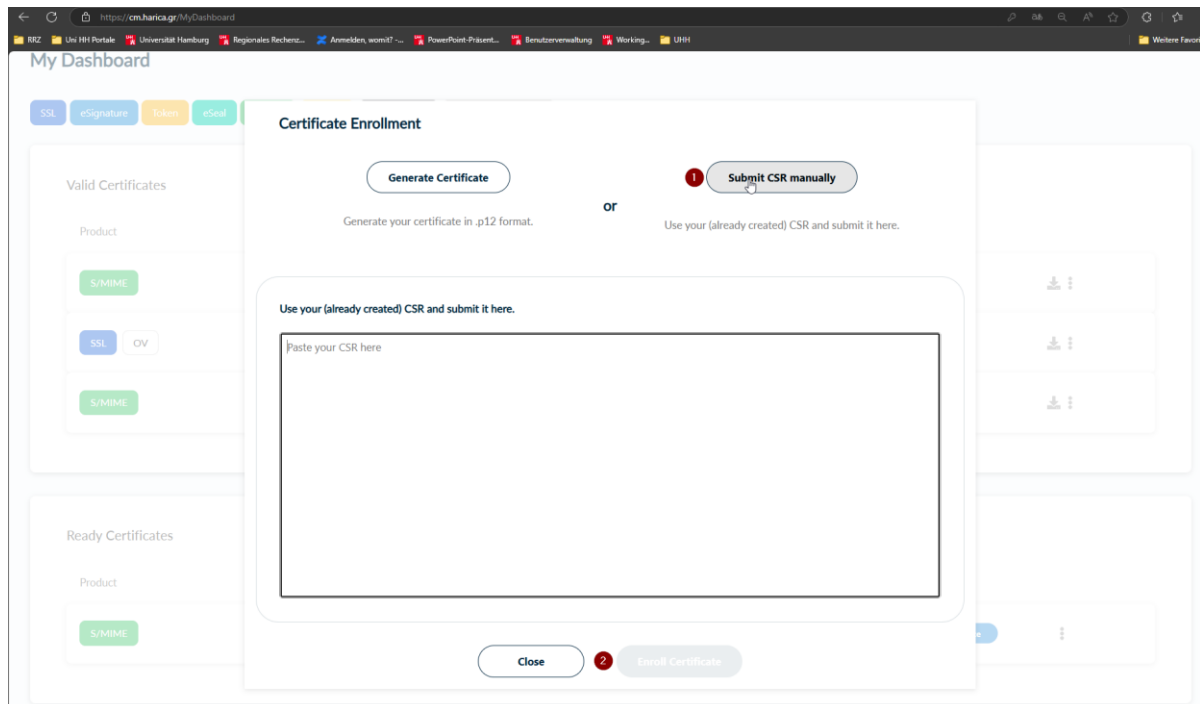 https://cm.harica.gr/MyDashboard
RRZ Uni HH Portale Universität Hamburg Regionales Rechenz... Anmelden, womit? -... PowerPoint-Präsent... Benutzerverwaltung Working... UHH Weitere Favori
My Dashboard
SSL eSignature Token eSeal
Certificate Enrollment
Valid Certificates
Generate Certificate
1 Submit CSR manually
or
Generate your certificate in .p12 format.
Use your (already created) CSR and submit it here.
Product
S/MIME
Use your (already created) CSR and submit it here.
Paste your CSR here
SSL OV
S/MIME
Ready Certificates
Product
S/MIME
Close
2 Enroll Certificate